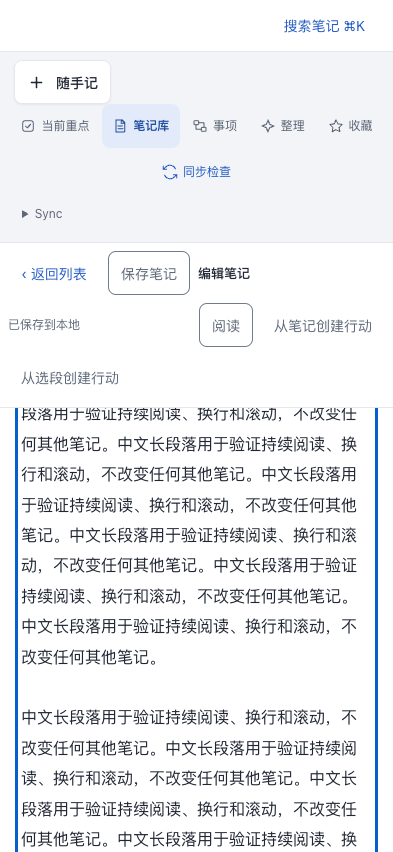 搜索笔记 ⌘K
随手记
当前重点 笔记库 事项 整理 收藏
同步检查
Sync
‹ 返回列表 保存笔记 编辑笔记
已保存到本地 阅读 从笔记创建行动
从选段创建行动
段落用于验证持续阅读、换行和滚动，不改变任
何其他笔记。中文长段落用于验证持续阅读、换
行和滚动，不改变任何其他笔记。中文长段落用
于验证持续阅读、换行和滚动，不改变任何其他
笔记。中文长段落用于验证持续阅读、换行和滚
动，不改变任何其他笔记。中文长段落用于验证
持续阅读、换行和滚动，不改变任何其他笔记。
中文长段落用于验证持续阅读、换行和滚动，不
改变任何其他笔记。
中文长段落用于验证持续阅读、换行和滚动，不
改变任何其他笔记。中文长段落用于验证持续阅
读、换行和滚动，不改变任何其他笔记。中文长
段落用于验证持续阅读、换行和滚动，不改变任
何其他笔记。中文长段落用于验证持续阅读、换